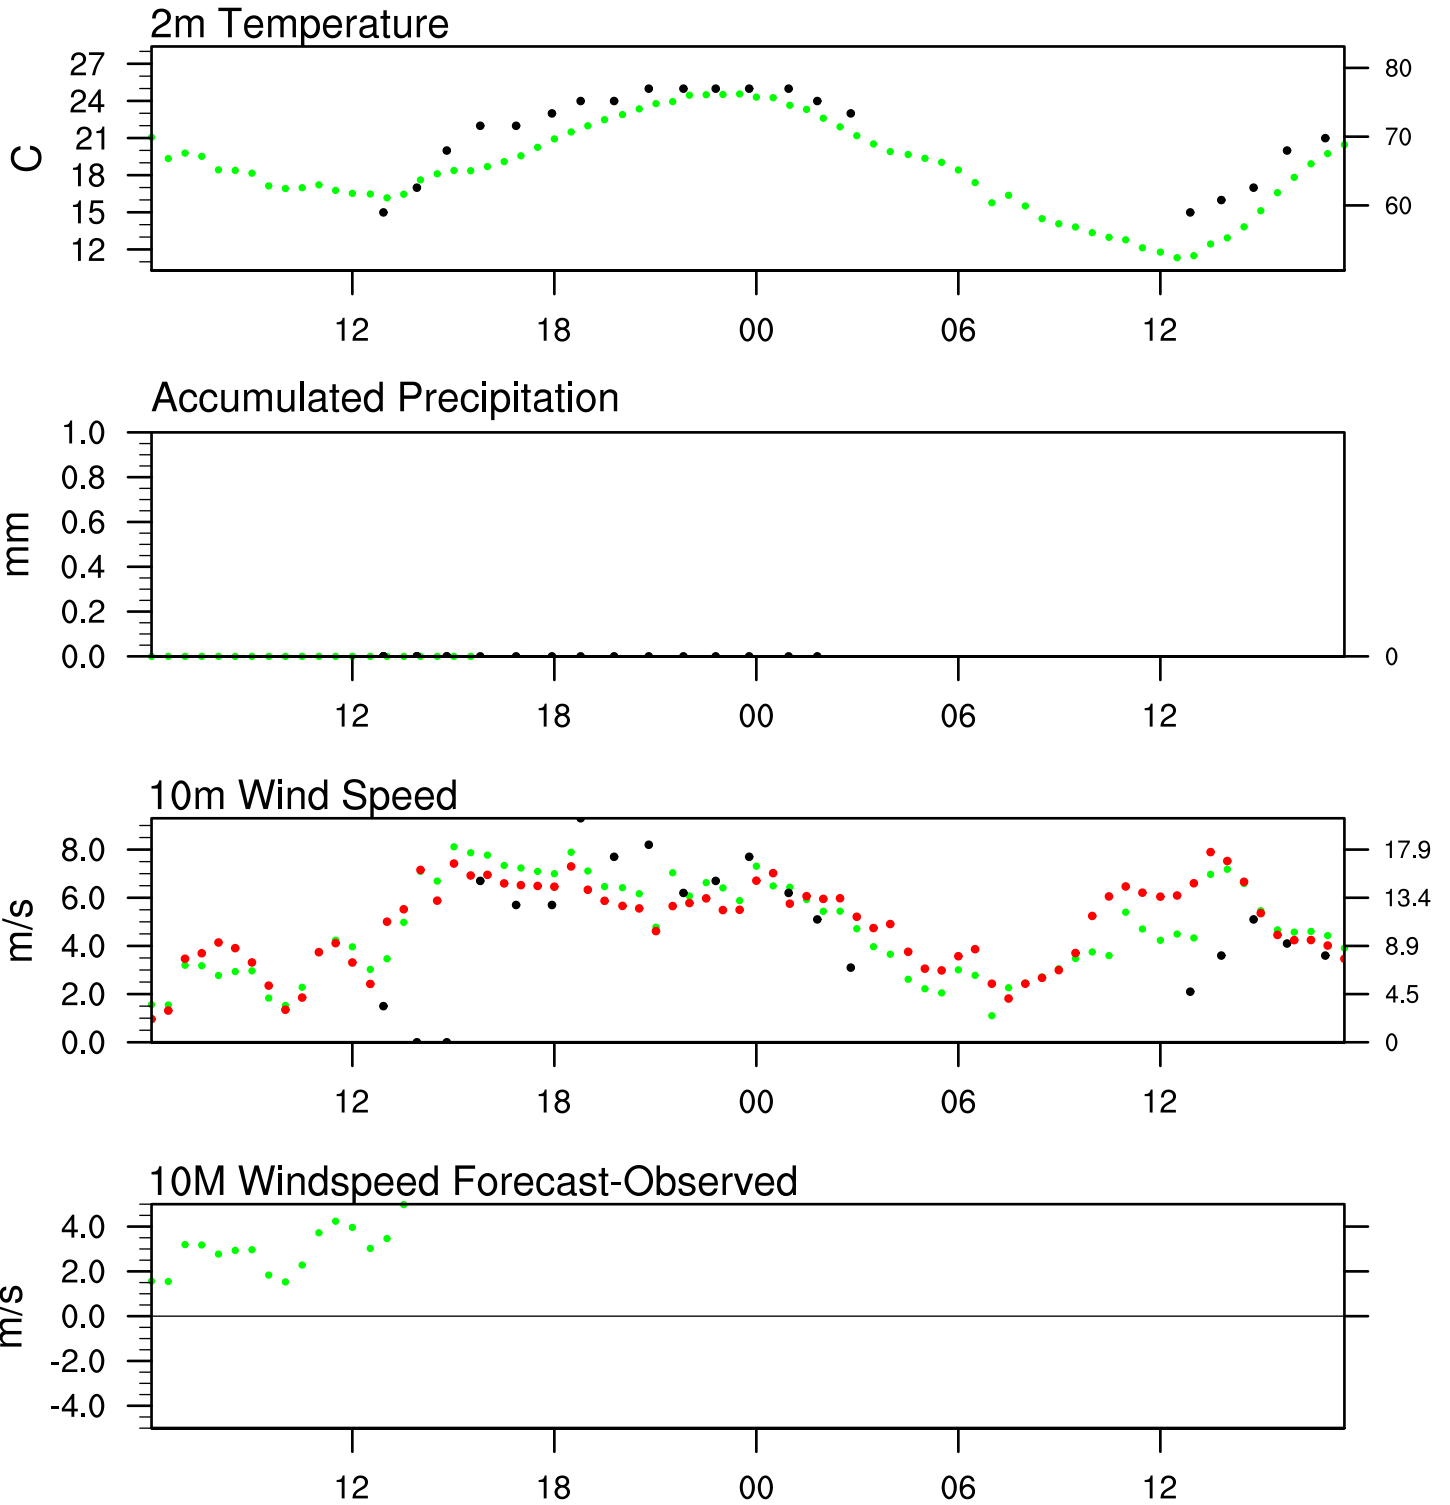 2m Temperature
27
24
21
18
15
12
C
80
70
60
12 18 00 06 12
Accumulated Precipitation
1.0
0.8
0.6
0.4
0.2
0.0
mm
0
12 18 00 06 12
10m Wind Speed
8.0
6.0
4.0
2.0
0.0
m/s
17.9
13.4
8.9
4.5
0
12 18 00 06 12
10M Windspeed Forecast-Observed
4.0
2.0
0.0
-2.0
-4.0
m/s
12 18 00 06 12